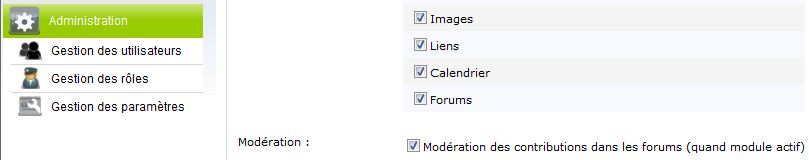 Administration
Gestion des utilisateurs
Gestion des rôles
Gestion des paramètres
Images
Liens
Calendrier
Forums
Modération :
Modération des contributions dans les forums (quand module actif)